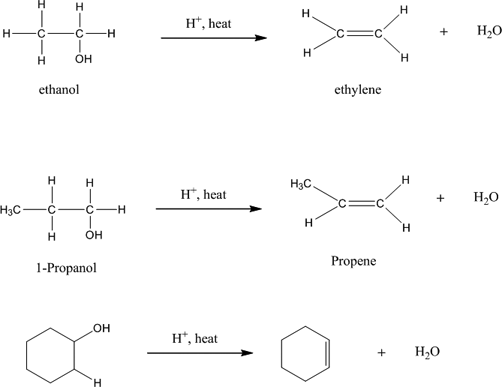 H H
H C C H H⁺, heat H H
H OH C C + H₂O
H H
ethanol ethylene
H H
H₃C C C H H⁺, heat H₃C H
H OH C C + H₂O
H H
1-Propanol Propene
OH
H⁺, heat + H₂O
H